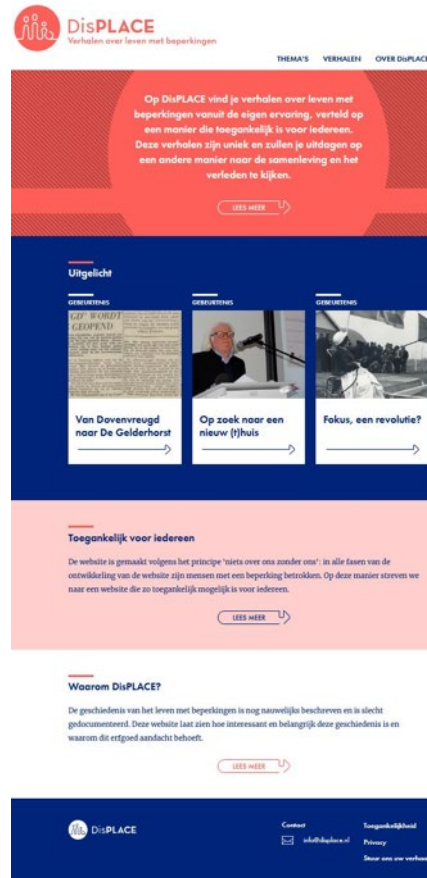 DisPLACE
Verhalen over leven met beperkingen
THEMA'S VERHALEN OVER DisPLACE
Op DisPLACE vind je verhalen over leven met
beperkingen vanuit de eigen ervaring, verteld op
een manier die toegankelijk is voor iedereen.
Deze verhalen zijn uniek en zullen je uitdagen op
een andere manier naar de samenleving en het
verleden te kijken.
LEES MEER
Uitgelicht
GEBEURTENIS
GD" WORDT
GEOPEND
Van Dovenvreugd
naar De Gelderhorst
GEBEURTENIS
Op zoek naar een
nieuw (t)huis
GEBEURTENIS
Fokus, een revolutie?
Toegankelijk voor iedereen
De website is gemaakt volgens het principe 'niets over ons zonder ons': in alle fasen van de
ontwikkeling van de website zijn mensen met een beperking betrokken. Op deze manier streven we
naar een website die zo toegankelijk mogelijk is voor iedereen.
LEES MEER
Waarom DisPLACE?
De geschiedenis van het leven met beperkingen is nog nauwelijks beschreven en is slecht
gedocumenteerd. Deze website laat zien hoe interessant en belangrijk deze geschiedenis is en
waarom dit erfgoed aandacht behoeft.
LEES MEER
DisPLACE
Contact
info@displace.nl
Toegankelijkheid
Privacy
Stuur ons uw verhaal